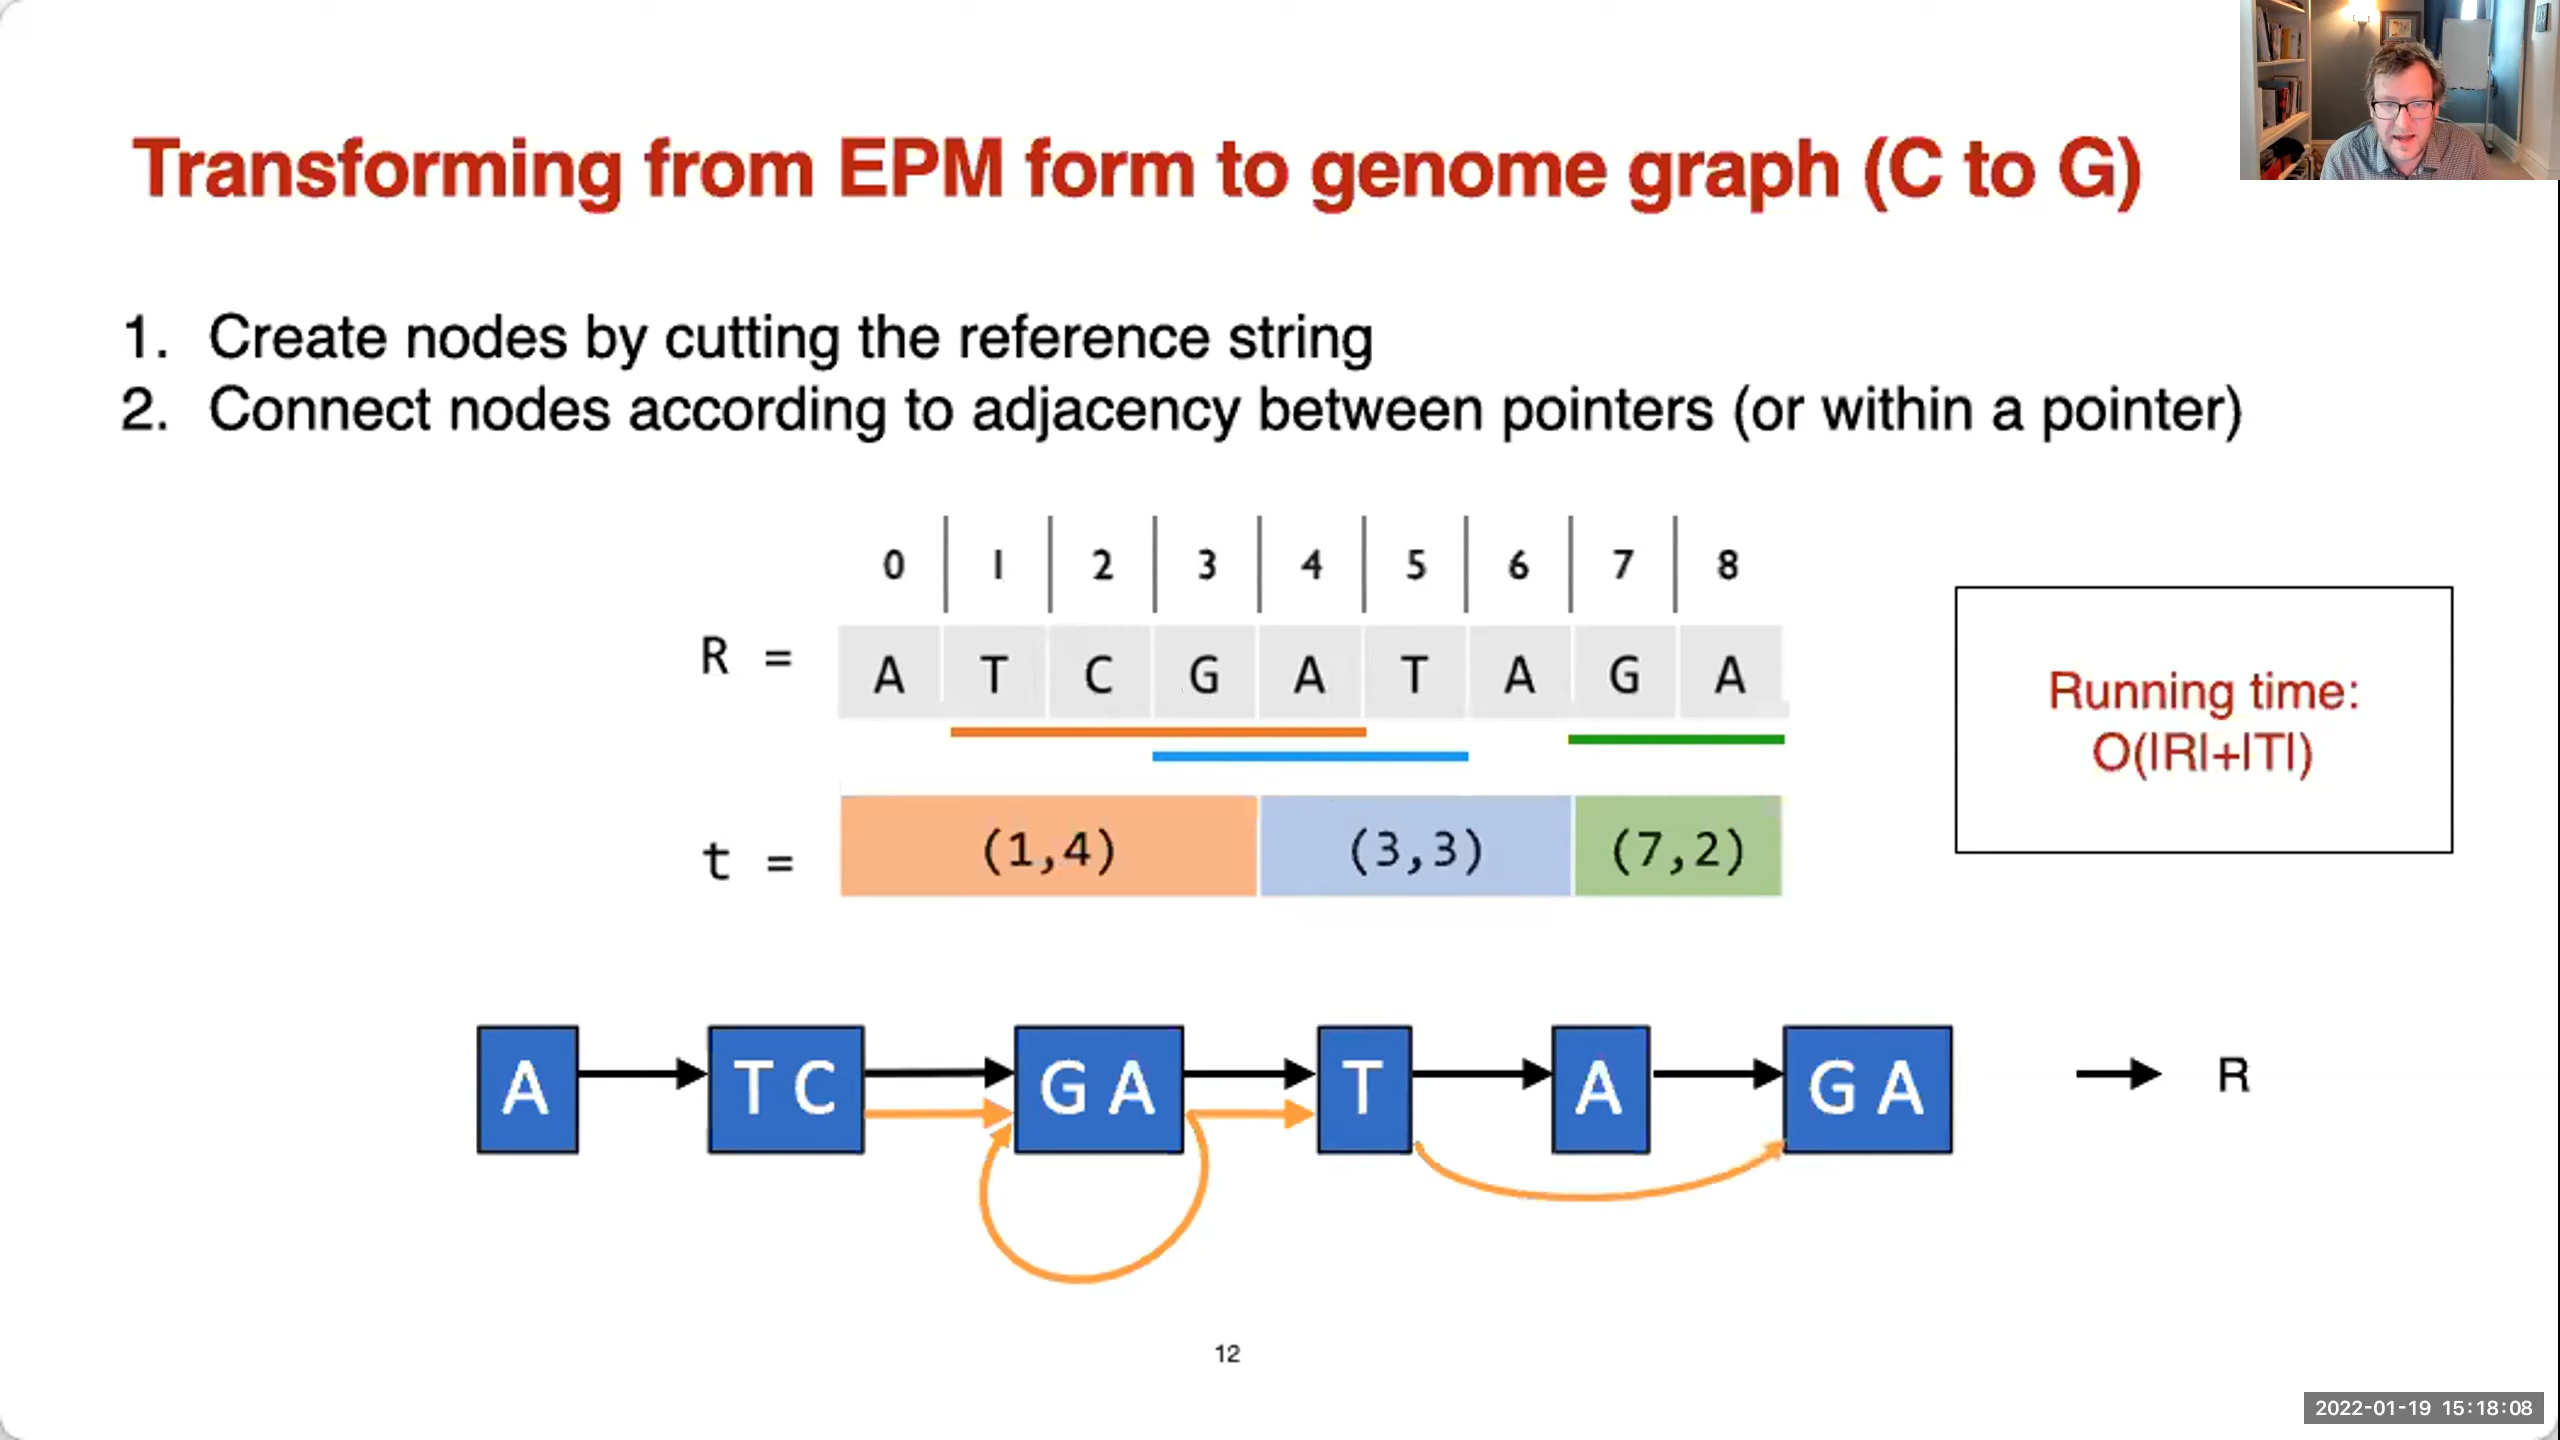 Transforming from EPM form to genome graph (C to G)
1. Create nodes by cutting the reference string
2. Connect nodes according to adjacency between pointers (or within a pointer)
0 1 2 3 4 5 6 7 8
R = A T C G A T A G A
Running time:
O(|R|+|T|)
t = (1,4) (3,3) (7,2)
A TC GA T A GA R
12
2022-01-19 15:18:08